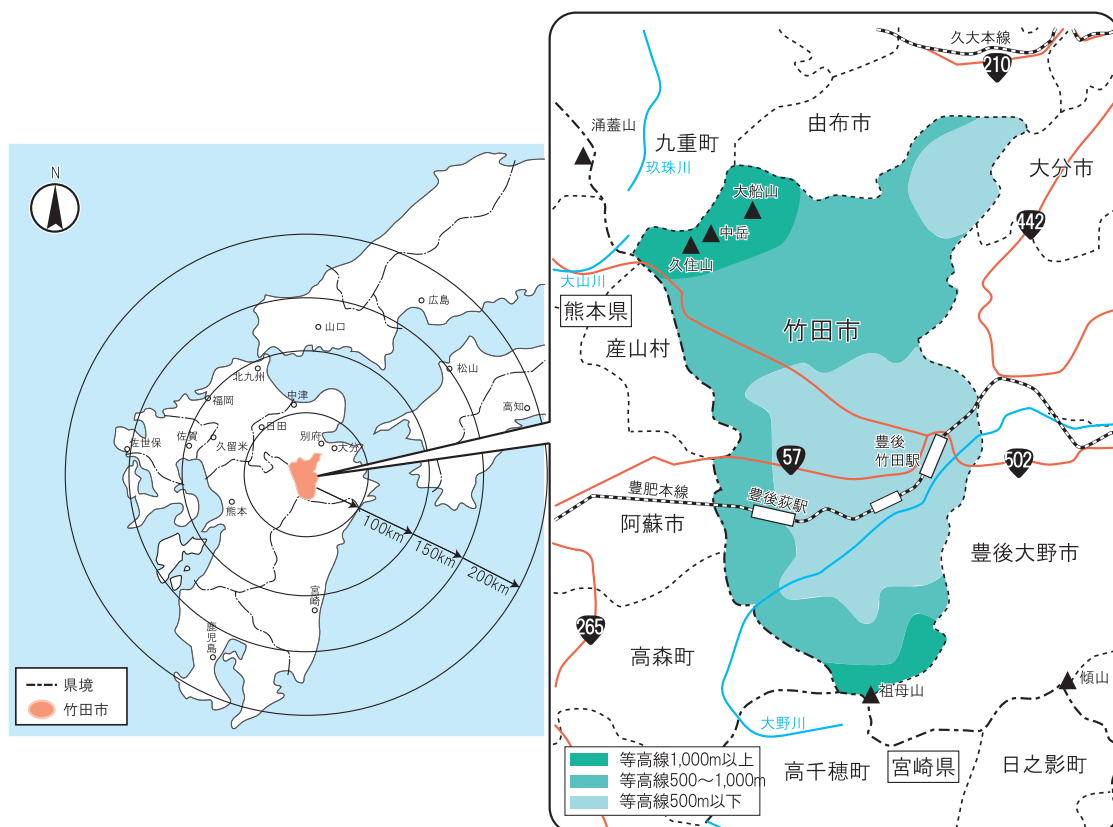 N
広島
山口
北九州
松山
福岡
中津
高知
佐世保
佐賀
久留米
日田
別府
大分
熊本
100km
150km
200km
宮崎
鹿児島
県境
竹田市
久大本線
210
涌蓋山
九重町
由布市
大分市
玖珠川
大船山
442
中岳
久住山
大山川
熊本県
竹田市
産山村
豊後
竹田駅
57
502
豊肥本線
豊後荻駅
阿蘇市
豊後大野市
265
高森町
祖母山
傾山
大野川
等高線1,000m以上
等高線500〜1,000m
等高線500m以下
高千穂町
宮崎県
日之影町